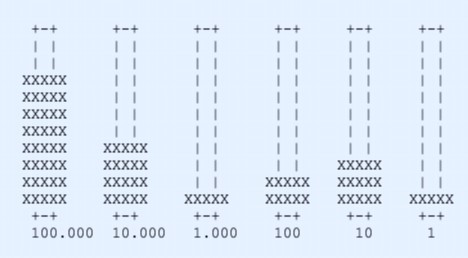 +-+ +-+ +-+ +-+ +-+ +-+
| | | | | | | | | | | |
| | | | | | | | | | | |
XXXXX | | | | | | | | | |
XXXXX | | | | | | | | | |
XXXXX | | | | | | | | | |
XXXXX | | | | | | | | | |
XXXXX XXXXX | | | | | | | |
XXXXX XXXXX | | | | XXXXX | |
XXXXX XXXXX | | XXXXX XXXXX | |
XXXXX XXXXX XXXXX XXXXX XXXXX XXXXX
+-+ +-+ +-+ +-+ +-+ +-+
100.000 10.000 1.000 100 10 1